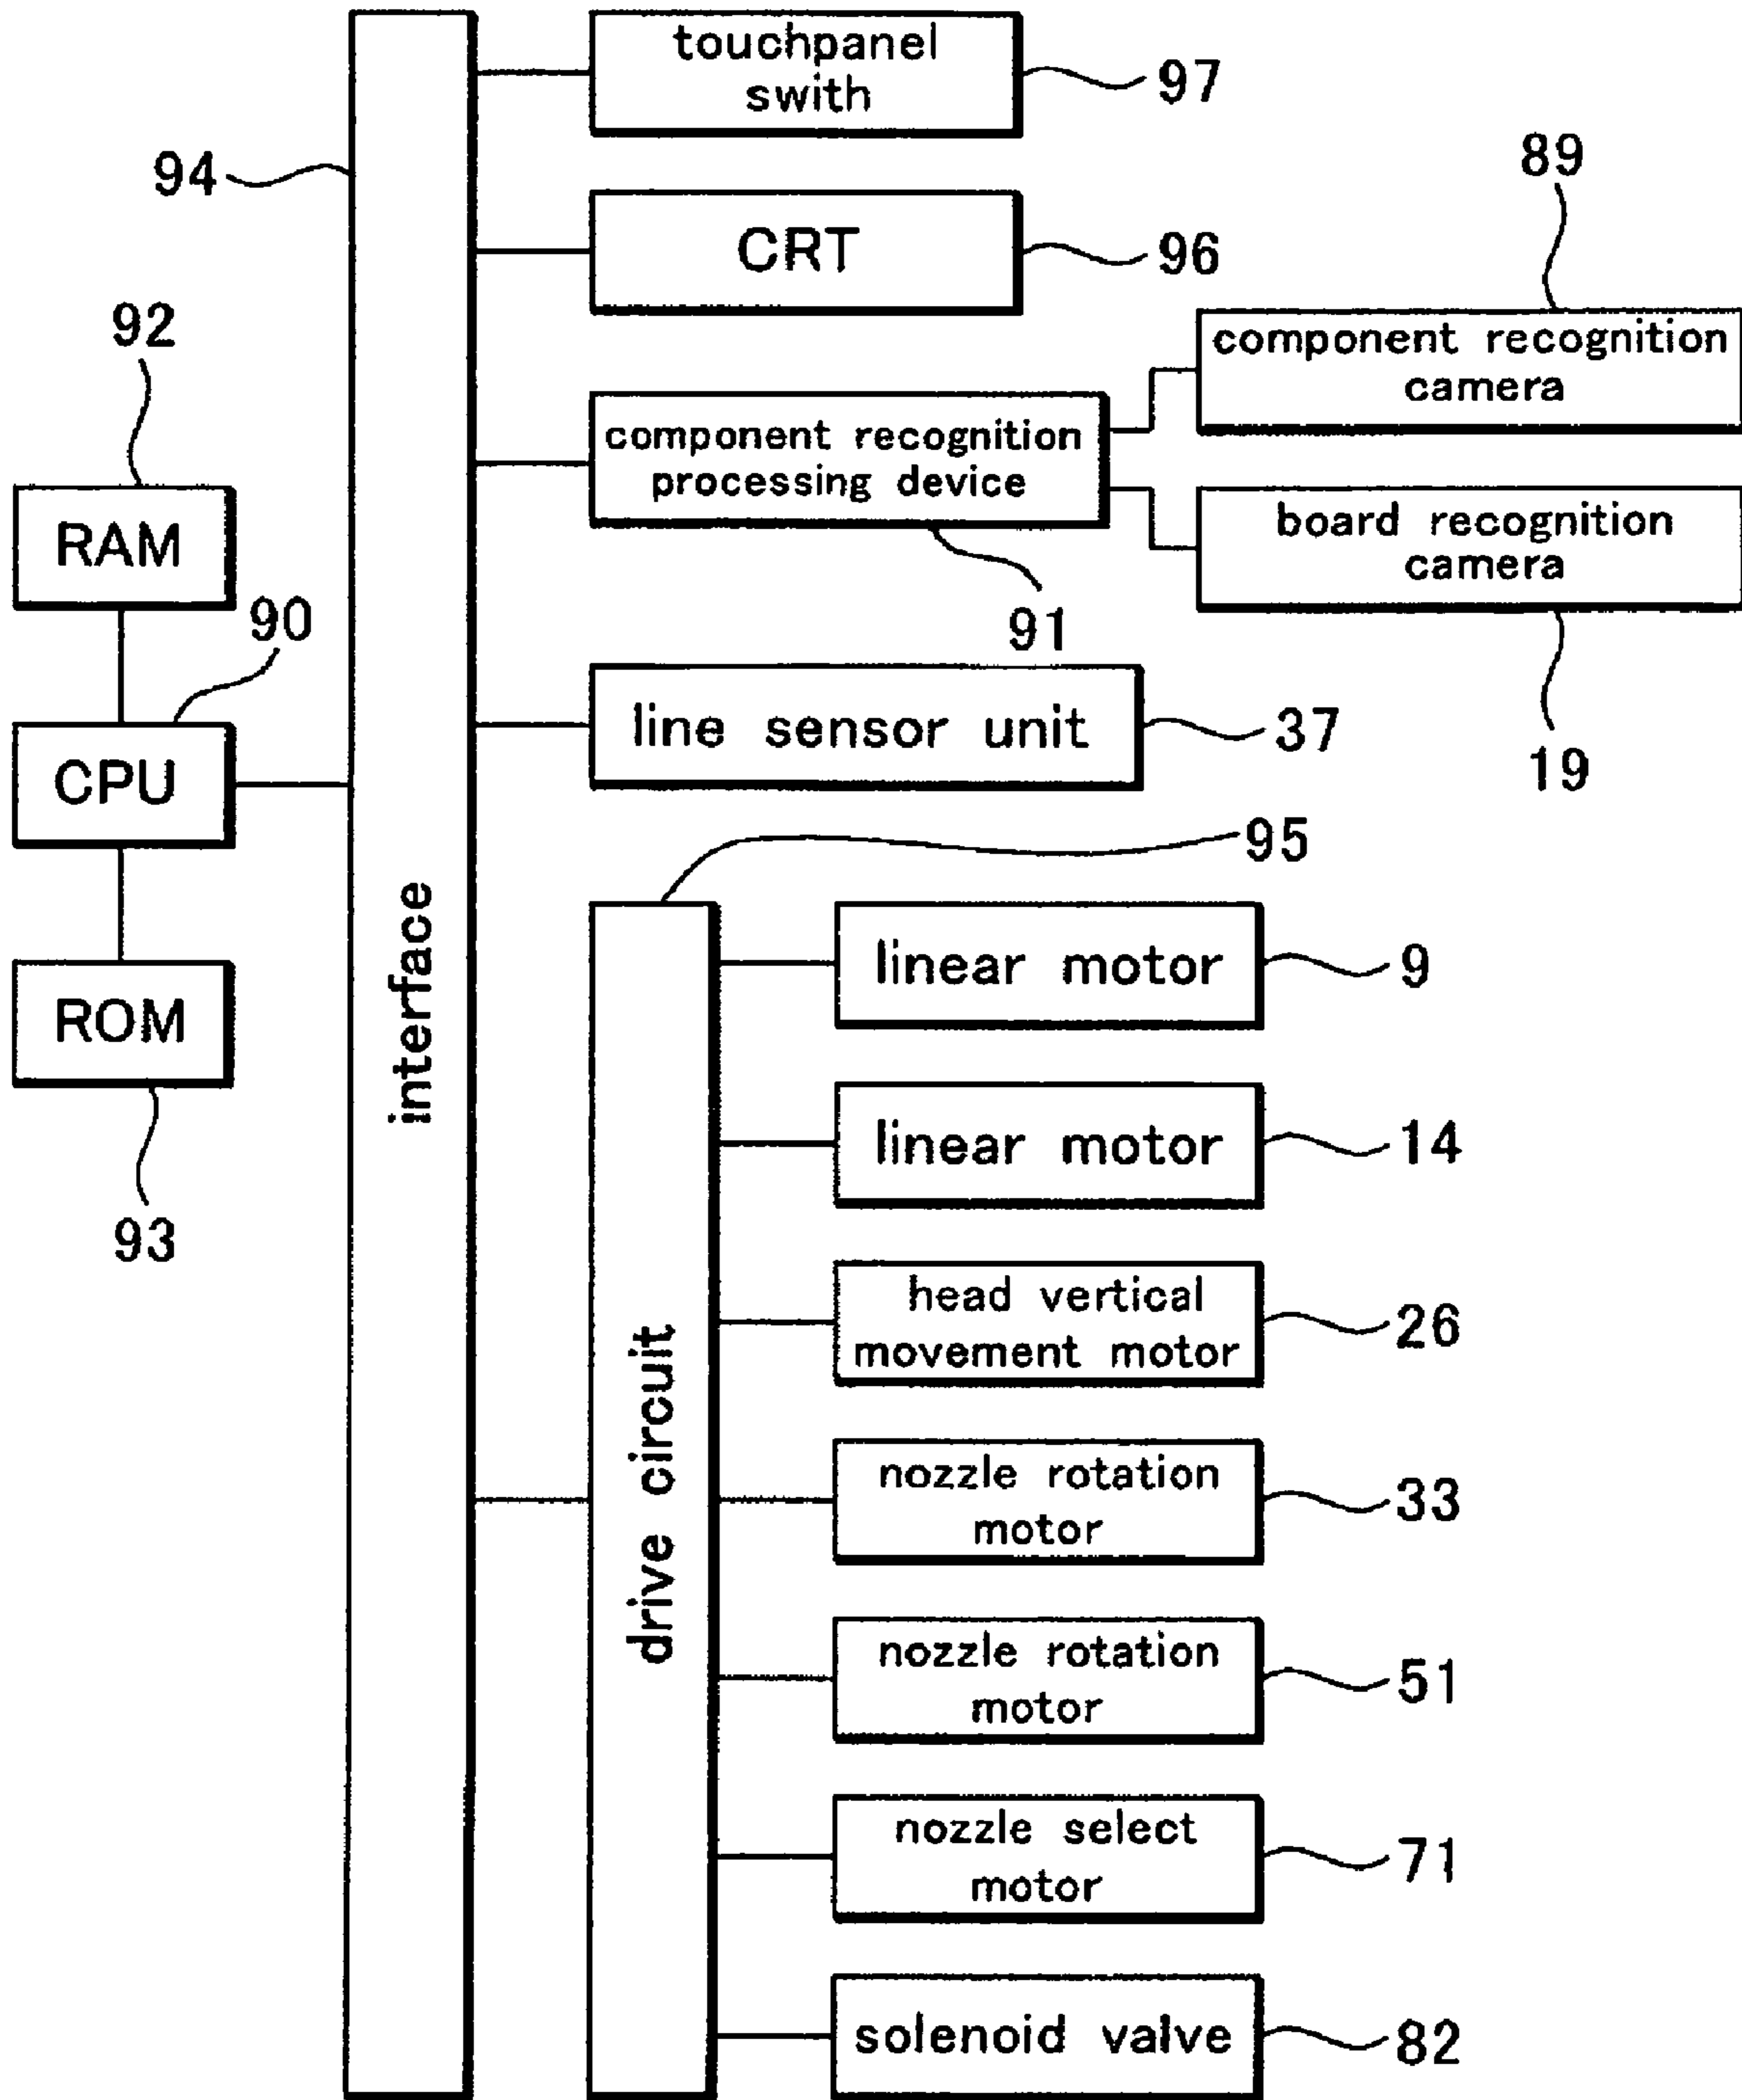 touchpanel
swith
97
94
CRT
96
89
component recognition
camera
92
component recognition
processing device
RAM
board recognition
camera
90
91
CPU
line sensor unit
37
19
95
interface
linear motor
9
ROM
linear motor
14
93
head vertical
movement motor
26
drive circuit
nozzle rotation
motor
33
nozzle rotation
motor
51
nozzle select
motor
71
solenoid valve
82